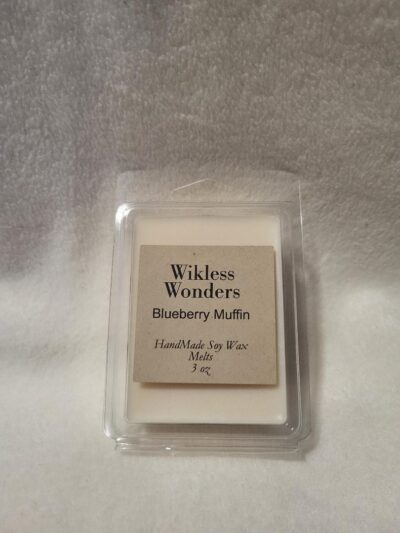 Wikless
Wonders
Blueberry Muffin
HandMade Soy Wax
Melts
3 oz